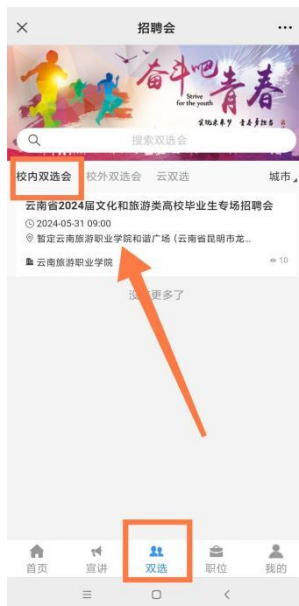 招聘会
奋斗吧青春
Strive
for the youth
搜索双选会
校内双选会 校外双选会 云双选 城市
云南省2024届文化和旅游类高校毕业生专场招聘会
2024-05-31 09:00
暂定云南旅游职业学院和谐广场 (云南省昆明市龙...
云南旅游职业学院 10
没有更多了
首页 宣讲 双选 职位 我的